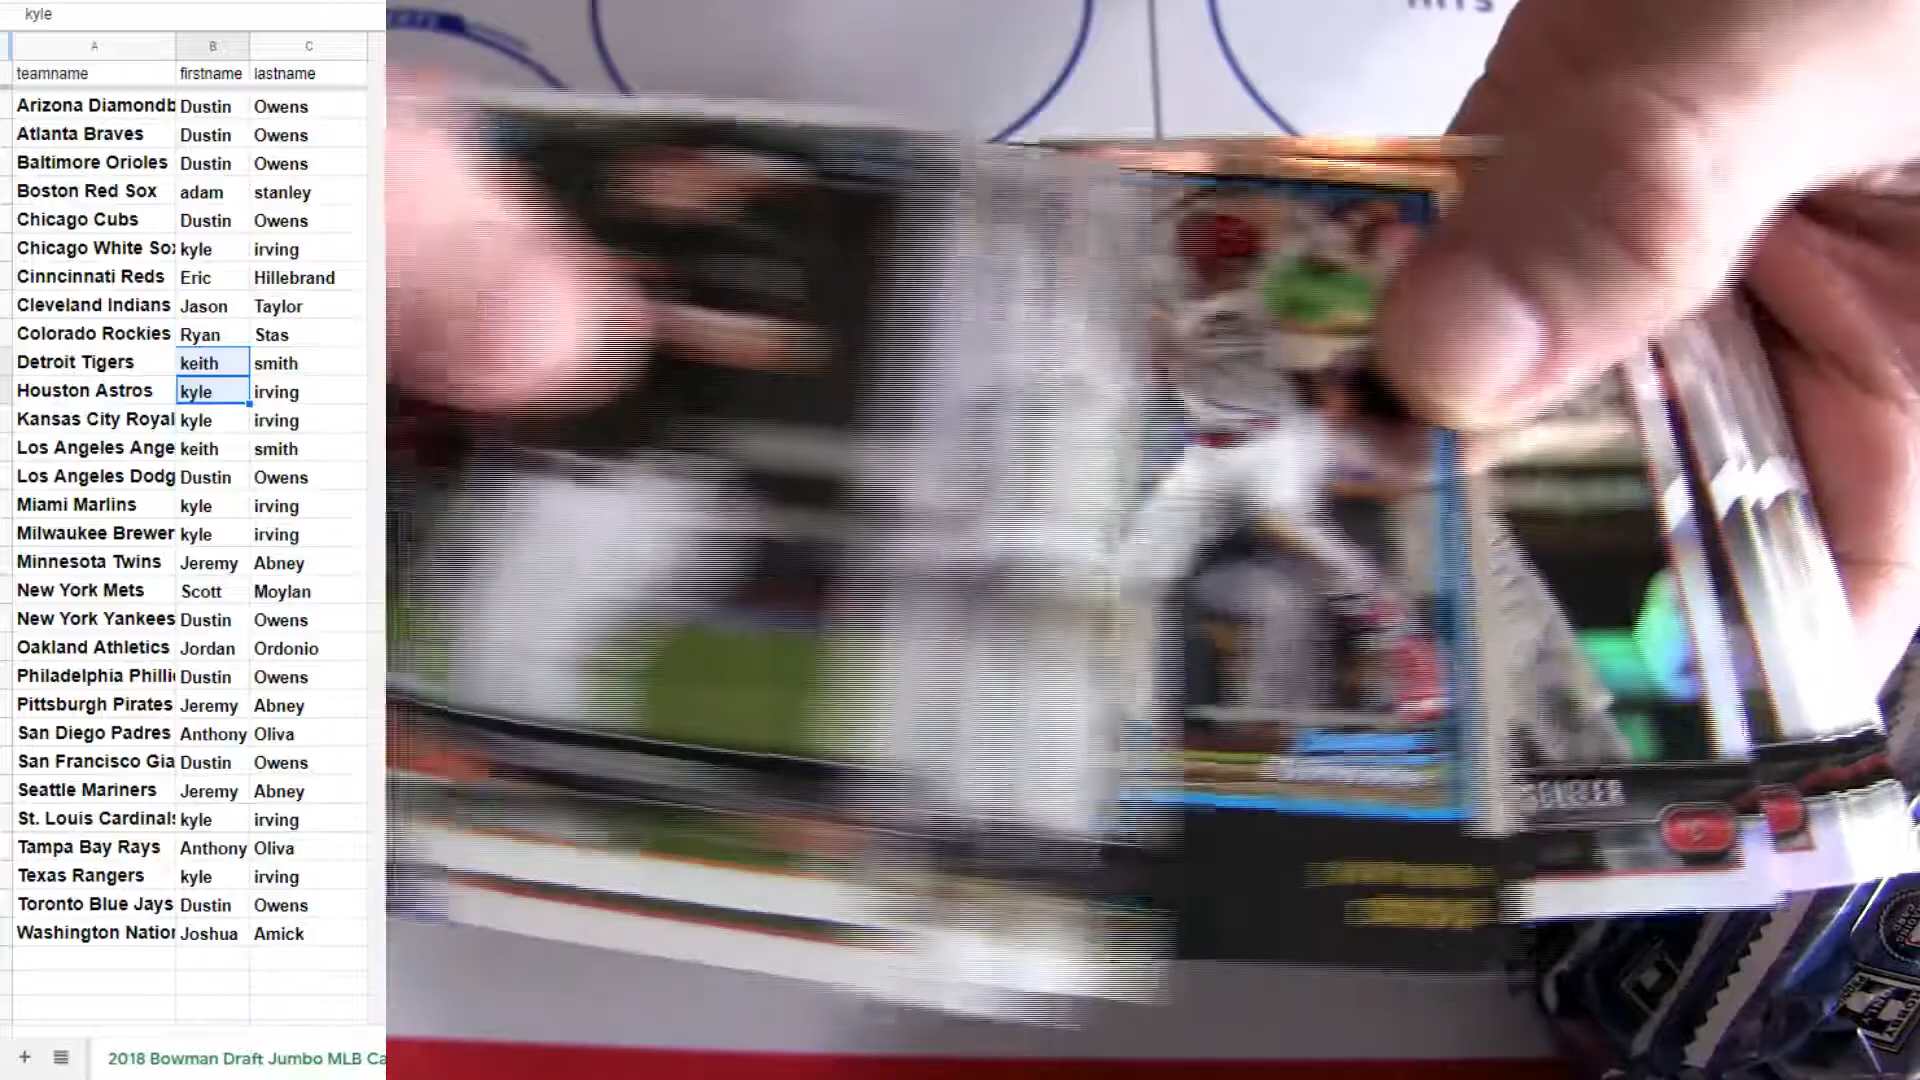 kyle
A B C
teamname firstname lastname
Arizona Diamondb Dustin Owens
Atlanta Braves Dustin Owens
Baltimore Orioles Dustin Owens
Boston Red Sox adam stanley
Chicago Cubs Dustin Owens
Chicago White Sox kyle irving
Cinncinnati Reds Eric Hillebrand
Cleveland Indians Jason Taylor
Colorado Rockies Ryan Stas
Detroit Tigers keith smith
Houston Astros kyle irving
Kansas City Royal kyle irving
Los Angeles Ange keith smith
Los Angeles Dodg Dustin Owens
Miami Marlins kyle irving
Milwaukee Brewer kyle irving
Minnesota Twins Jeremy Abney
New York Mets Scott Moylan
New York Yankees Dustin Owens
Oakland Athletics Jordan Ordonio
Philadelphia Philli Dustin Owens
Pittsburgh Pirates Jeremy Abney
San Diego Padres Anthony Oliva
San Francisco Gia Dustin Owens
Seattle Mariners Jeremy Abney
St. Louis Cardinals kyle irving
Tampa Bay Rays Anthony Oliva
Texas Rangers kyle irving
Toronto Blue Jays Dustin Owens
Washington Nation Joshua Amick
2018 Bowman Draft Jumbo MLB Ca
HITS